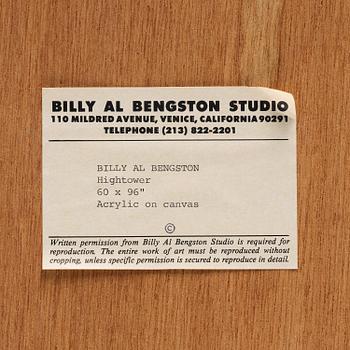 BILLY AL BENGSTON STUDIO
110 MILDRED AVENUE, VENICE, CALIFORNIA 90291
TELEPHONE (213) 822-2201
BILLY AL BENGSTON
Hightower
60 x 96"
Acrylic on canvas
©
Written permission from Billy Al Bengston Studio is required for
reproduction. The entire work of art must be reproduced without
cropping, unless specific permission is secured to reproduce in detail.